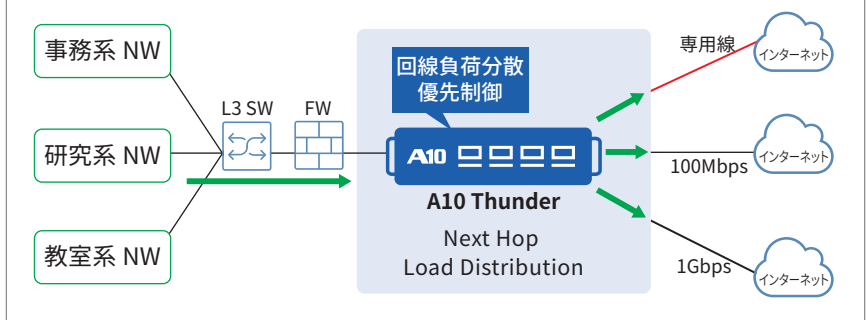 事務系 NW
研究系 NW
教室系 NW
L3 SW
FW
回線負荷分散
優先制御
A10
A10 Thunder
Next Hop
Load Distribution
専用線
インターネット
100Mbps
インターネット
1Gbps
インターネット